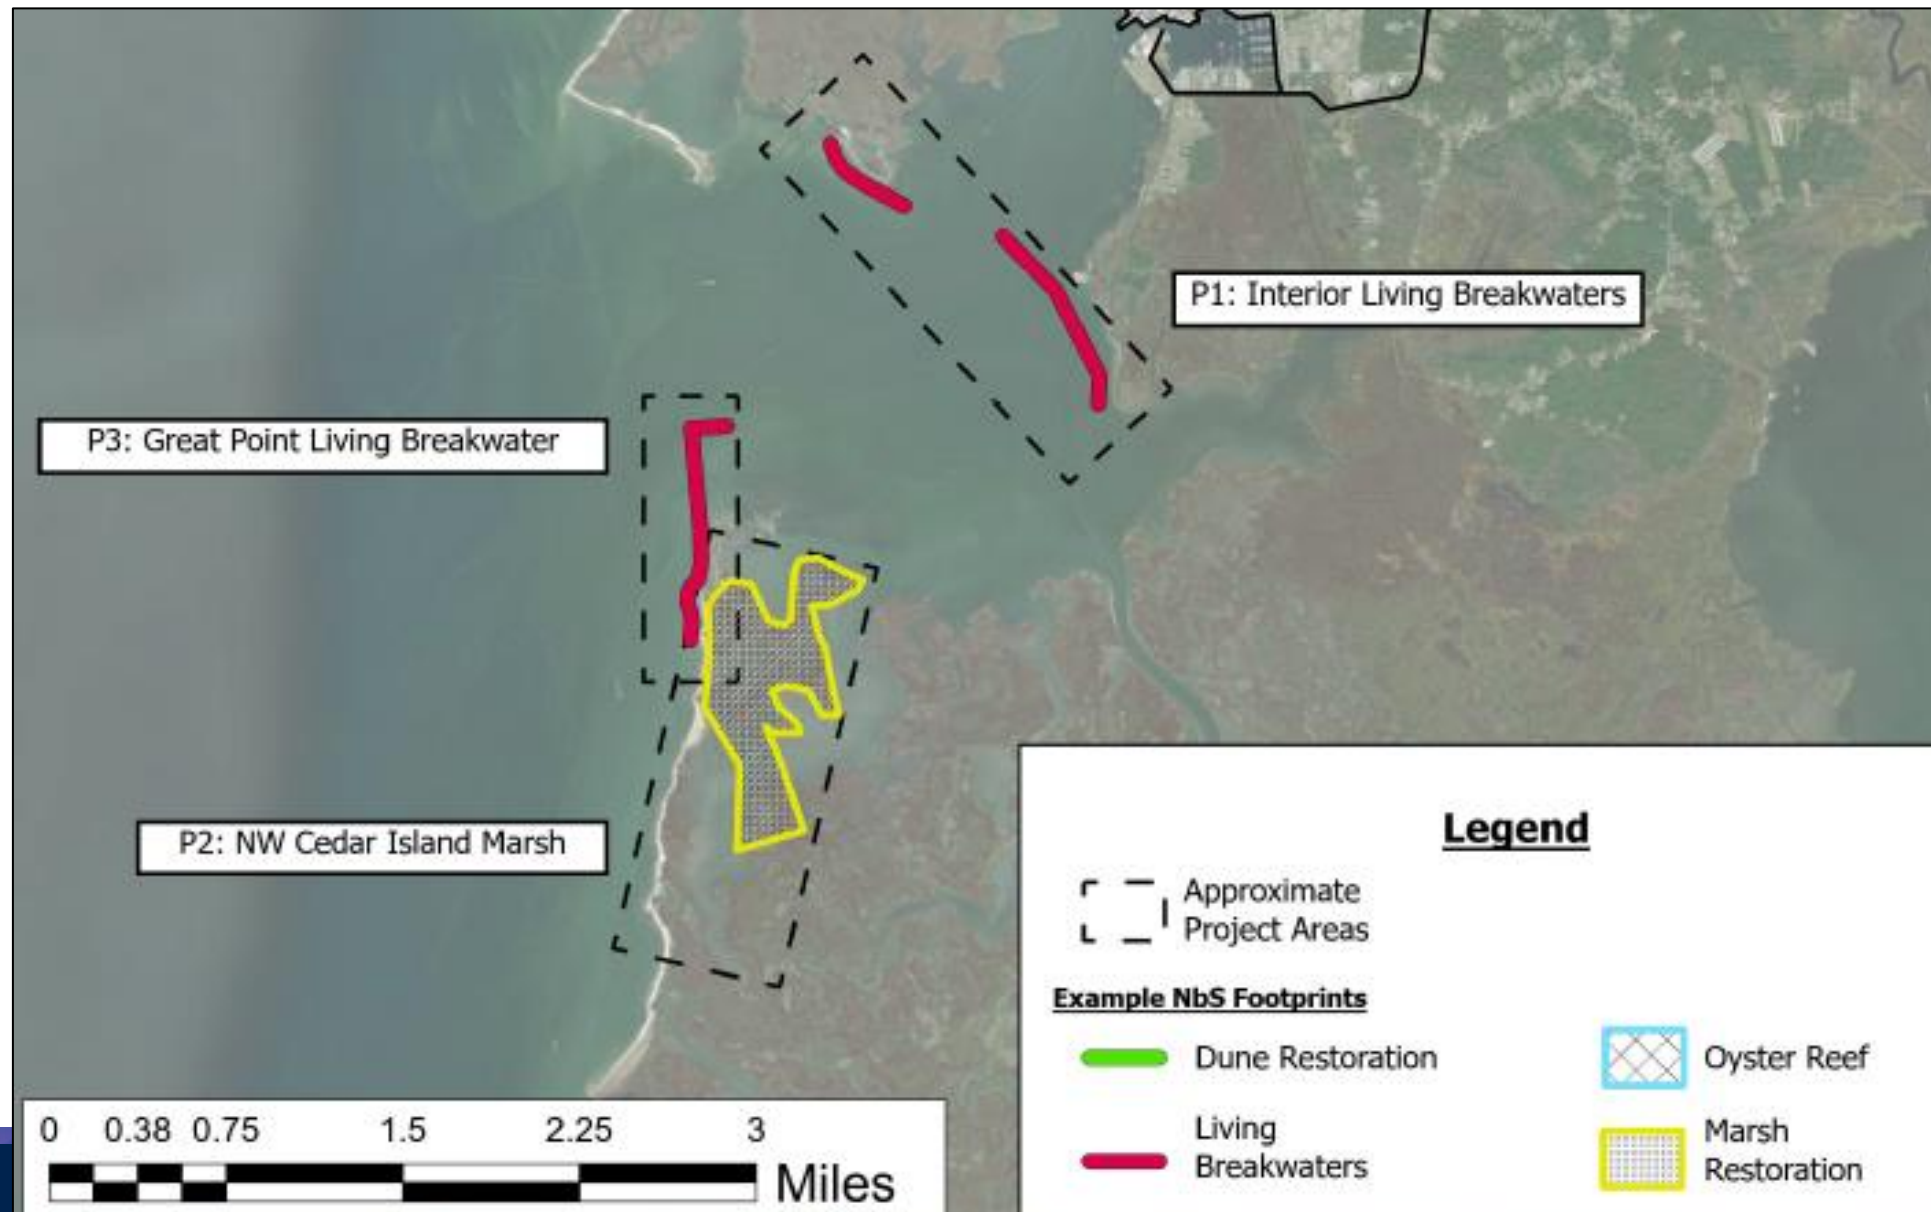 P1: Interior Living Breakwaters
P3: Great Point Living Breakwater
P2: NW Cedar Island Marsh
Legend
Approximate
Project Areas
Example NbS Footprints
Dune Restoration
Oyster Reef
Living
Breakwaters
Marsh
Restoration
0 0.38 0.75 1.5 2.25 3
Miles